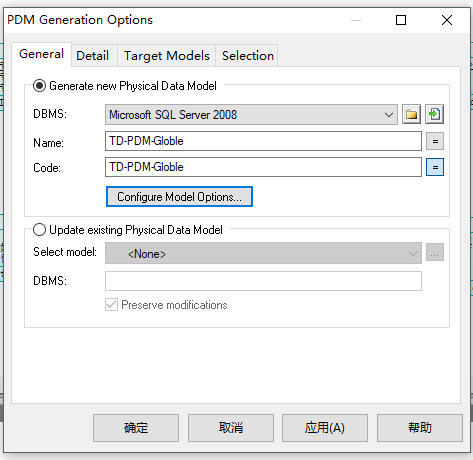 PDM Generation Options
General
Detail
Target Models
Selection
Generate new Physical Data Model
DBMS:
Microsoft SQL Server 2008
Name:
TD-PDM-Globle
=
Code:
TD-PDM-Globle
=
Configure Model Options...
Update existing Physical Data Model
Select model:
<None>
...
DBMS:
Preserve modifications
确定
取消
应用(A)
帮助